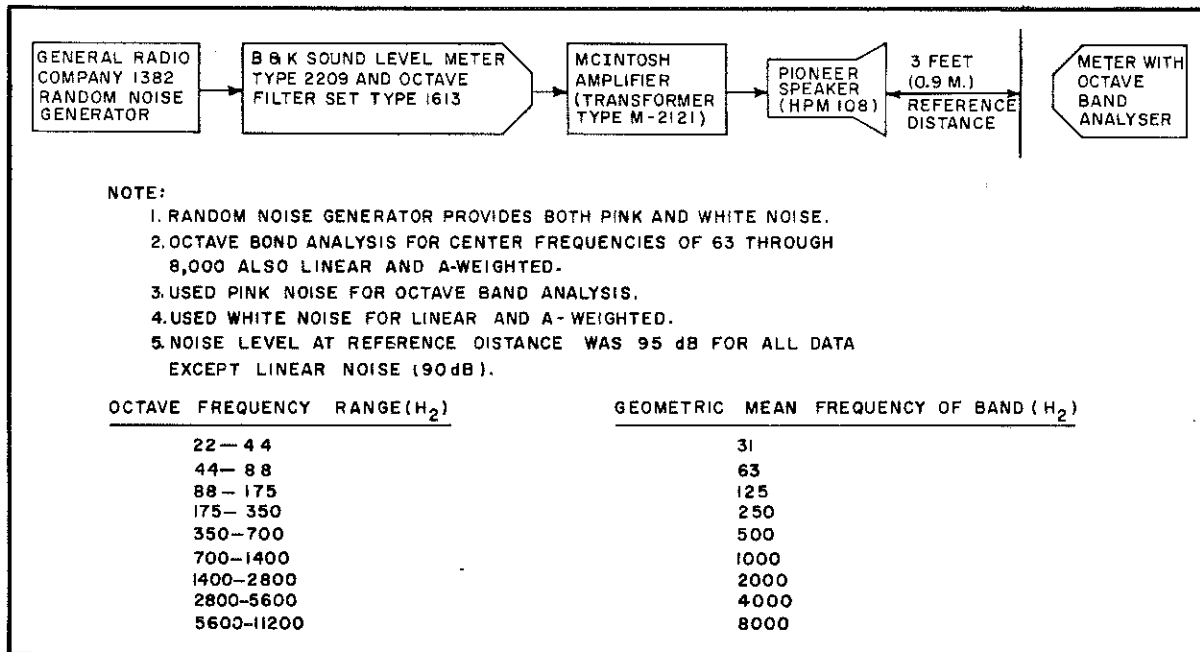 GENERAL RADIO
COMPANY 1382
RANDOM NOISE
GENERATOR
B & K SOUND LEVEL METER
TYPE 2209 AND OCTAVE
FILTER SET TYPE 1613
MCINTOSH
AMPLIFIER
(TRANSFORMER
TYPE M-2121)
PIONEER
SPEAKER
(HPM 108)
3 FEET
(0.9 M.)
REFERENCE
DISTANCE
METER WITH
OCTAVE
BAND
ANALYSER
NOTE:
1. RANDOM NOISE GENERATOR PROVIDES BOTH PINK AND WHITE NOISE.
2. OCTAVE BOND ANALYSIS FOR CENTER FREQUENCIES OF 63 THROUGH
8,000 ALSO LINEAR AND A-WEIGHTED.
3. USED PINK NOISE FOR OCTAVE BAND ANALYSIS.
4. USED WHITE NOISE FOR LINEAR AND A-WEIGHTED.
5. NOISE LEVEL AT REFERENCE DISTANCE WAS 95 dB FOR ALL DATA
EXCEPT LINEAR NOISE (90dB).
OCTAVE FREQUENCY RANGE(H₂) GEOMETRIC MEAN FREQUENCY OF BAND (H₂)
22-44 31
44-88 63
88-175 125
175-350 250
350-700 500
700-1400 1000
1400-2800 2000
2800-5600 4000
5600-11200 8000